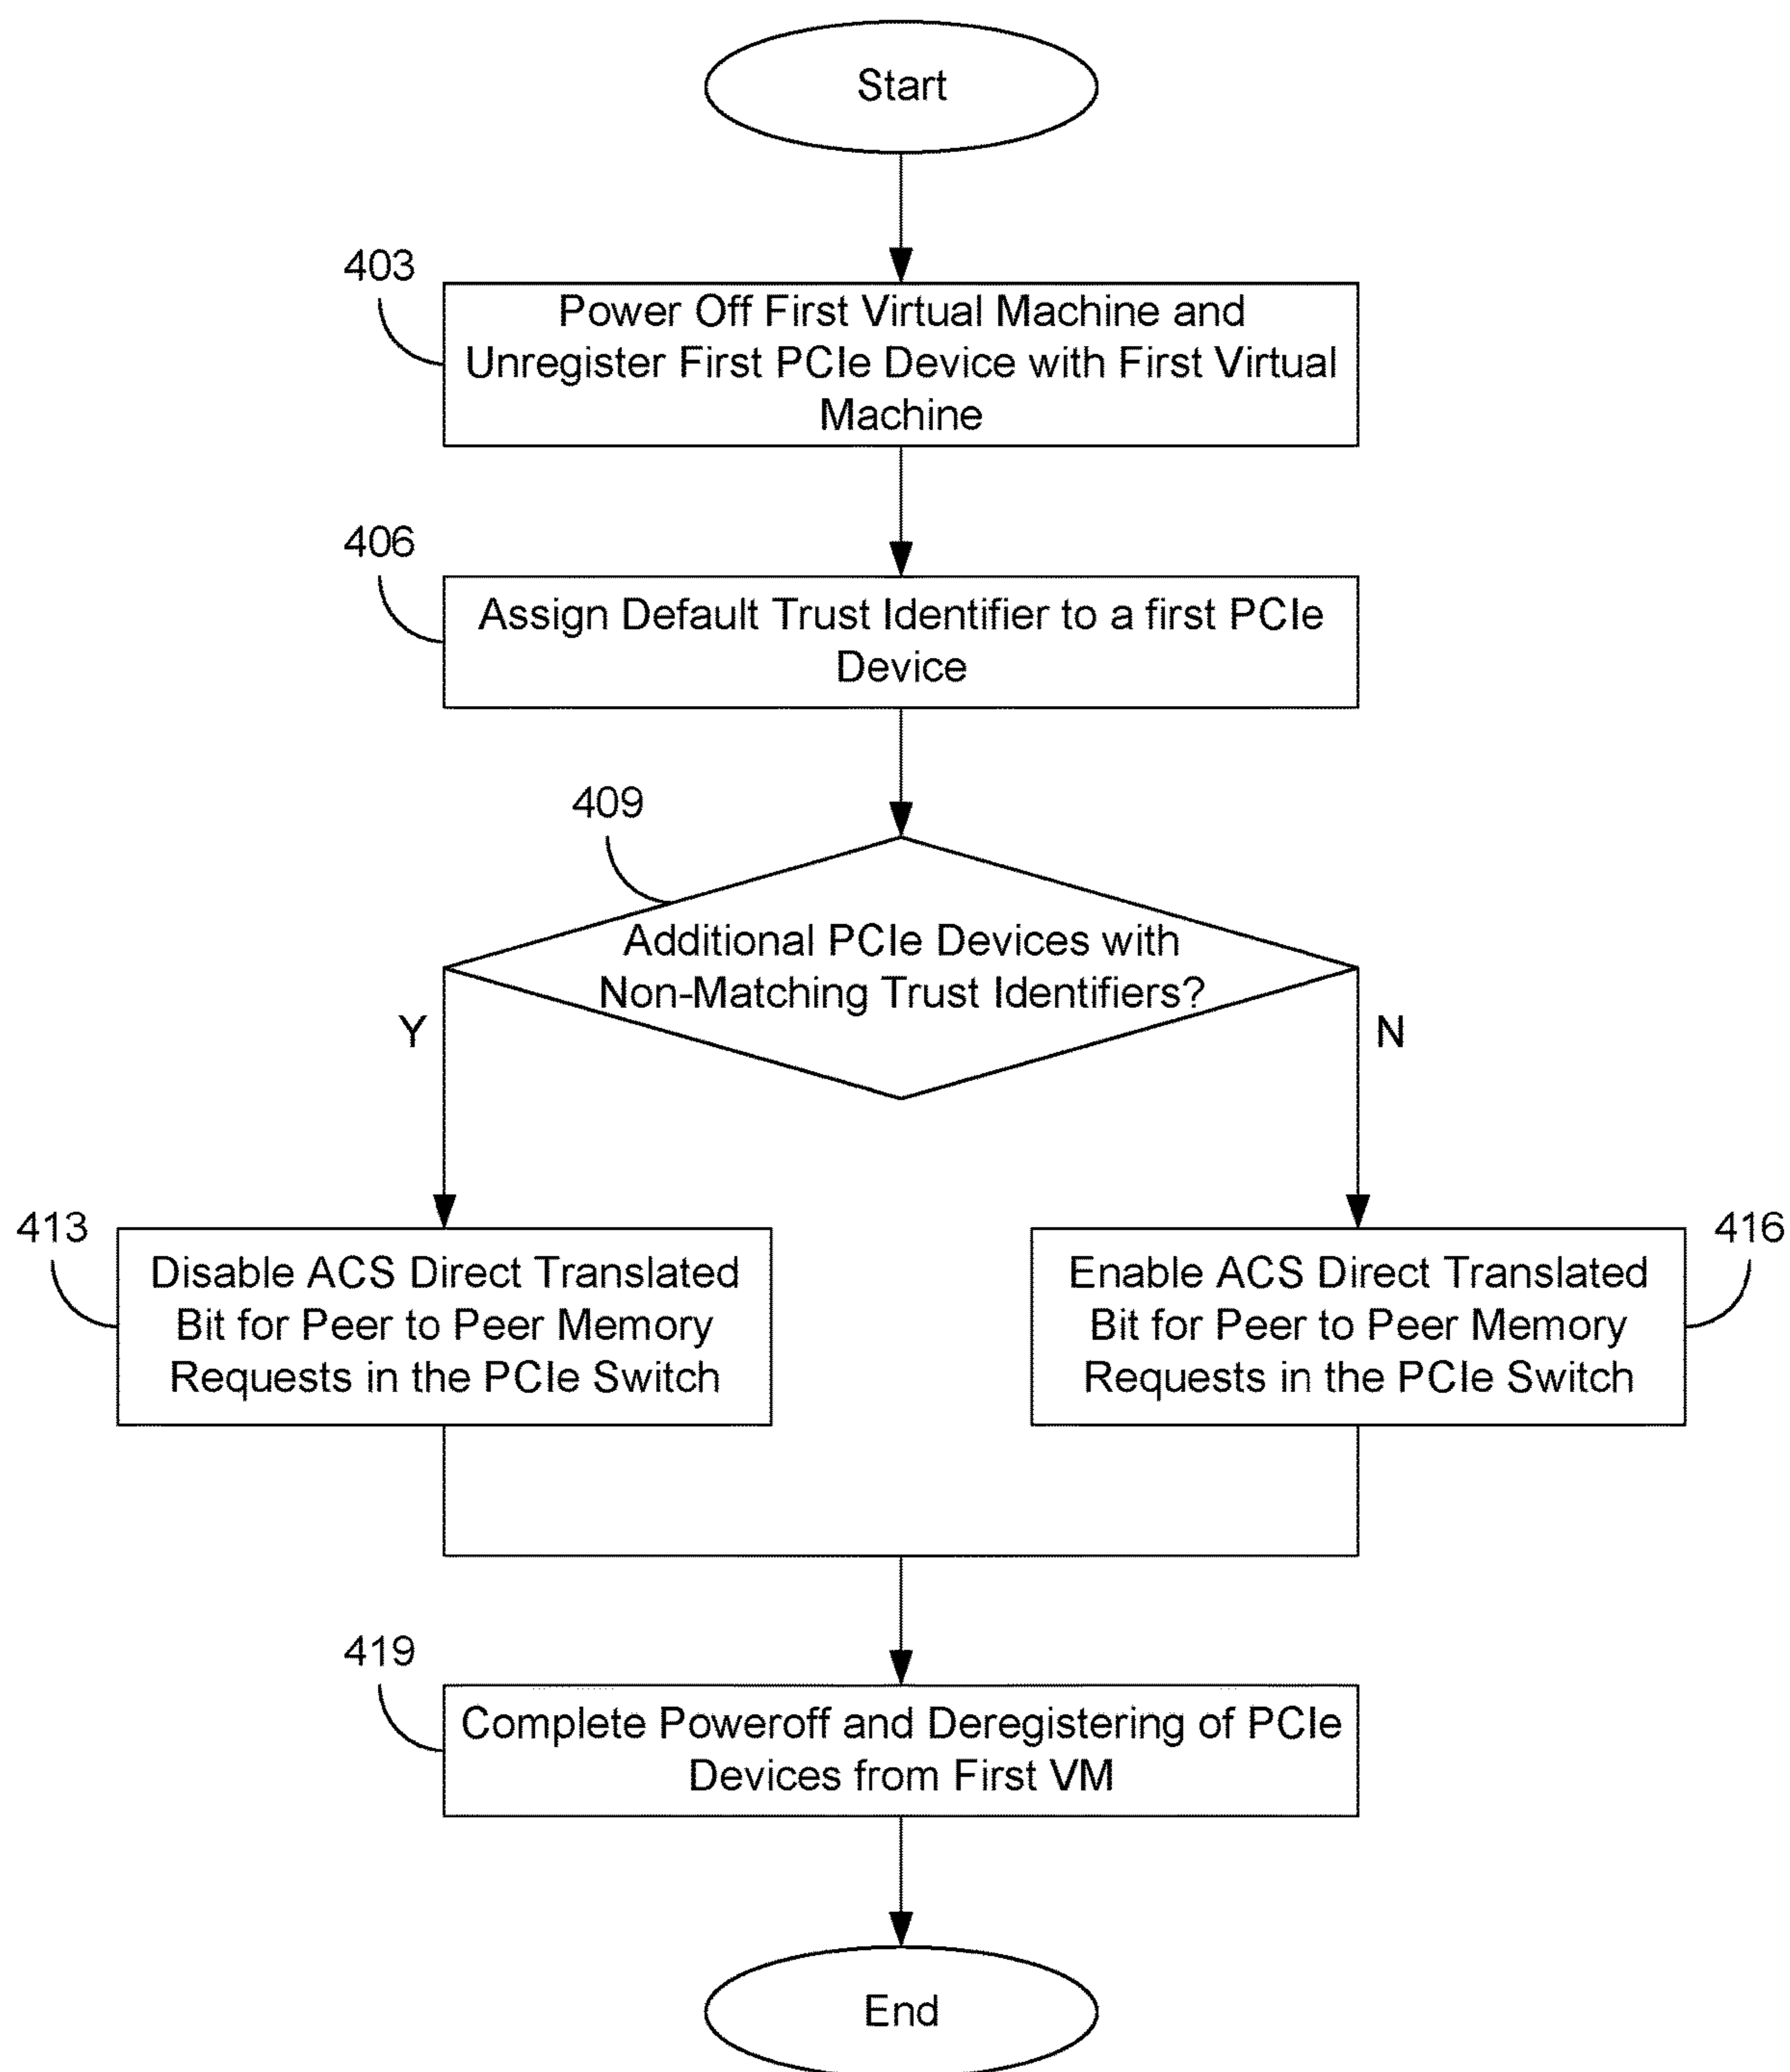 Start
403
Power Off First Virtual Machine and
Unregister First PCIe Device with First Virtual
Machine
406
Assign Default Trust Identifier to a first PCIe
Device
409
Additional PCIe Devices with
Non-Matching Trust Identifiers?
Y
N
413
Disable ACS Direct Translated
Bit for Peer to Peer Memory
Requests in the PCIe Switch
416
Enable ACS Direct Translated
Bit for Peer to Peer Memory
Requests in the PCIe Switch
419
Complete Poweroff and Deregistering of PCIe
Devices from First VM
End